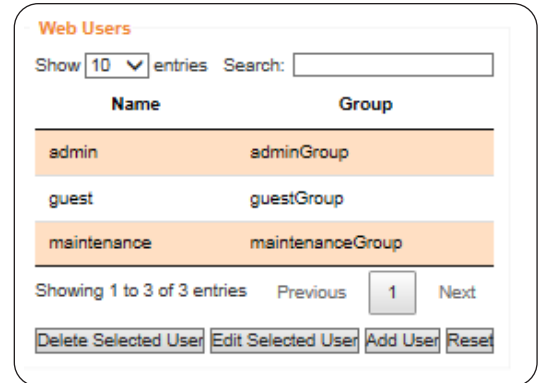 Web Users
Show 10 entries Search:
Name Group
admin adminGroup
guest guestGroup
maintenance maintenanceGroup
Showing 1 to 3 of 3 entries Previous 1 Next
Delete Selected User Edit Selected User Add User Reset